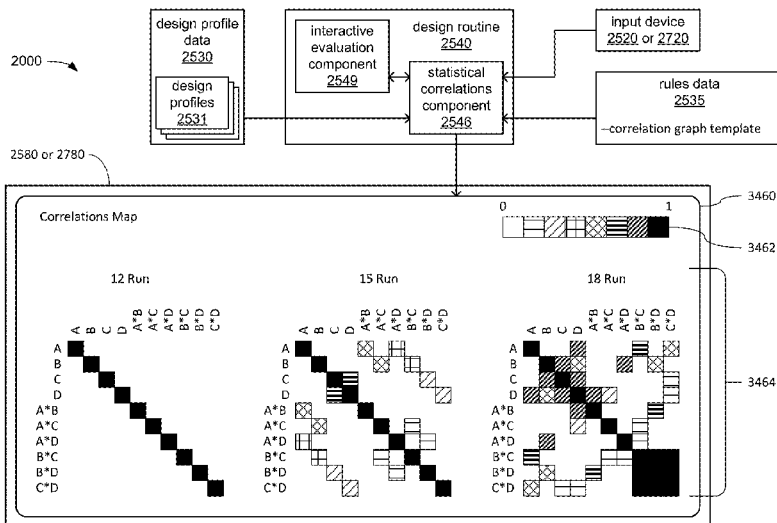 2000
design profile
data
2530
design
profiles
2531
interactive
evaluation
component
2549
design routine
2540
statistical
correlations
component
2546
input device
2520 or 2720
rules data
2535
–correlation graph template
2580 or 2780
3460
3462
3464
Correlations Map
0 1
12 Run
A B C D A*B A*C A*D B*C B*D C*D
A
B
C
D
A*B
A*C
A*D
B*C
B*D
C*D
15 Run
A B C D A*B A*C A*D B*C B*D C*D
A
B
C
D
A*B
A*C
A*D
B*C
B*D
C*D
18 Run
A B C D A*B A*C A*D B*C B*D C*D
A
B
C
D
A*B
A*C
A*D
B*C
B*D
C*D